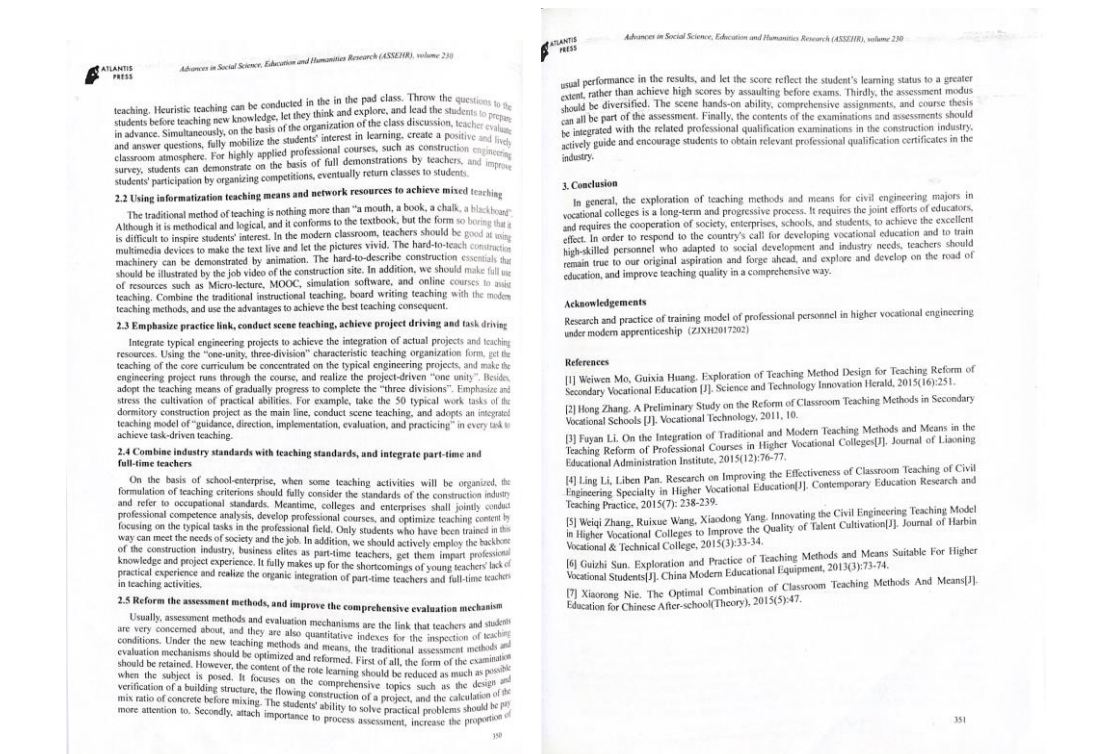 ATLANTIS
PRESS
Advances in Social Science, Education and Humanities Research (ASSEHR), volume 230
teaching. Heuristic teaching can be conducted in the in the pad class. Throw the questions to the
students before teaching new knowledge, let they think and explore, and lead the students to prepare
in advance. Simultaneously, on the basis of the organization of the class discussion, teacher evaluate
and answer questions, fully mobilize the students' interest in learning, create a positive and lively
classroom atmosphere. For highly applied professional courses, such as construction engineering
survey, students can demonstrate on the basis of full demonstrations by teachers, and improve
students' participation by organizing competitions, eventually return classes to students.
2.2 Using informatization teaching means and network resources to achieve mixed teaching
The traditional method of teaching is nothing more than "a mouth, a book, a chalk, a blackboard".
Although it is methodical and logical, and it conforms to the textbook, but the form so boring that it
is difficult to inspire students' interest. In the modern classroom, teachers should be good at using
multimedia devices to make the text live and let the pictures vivid. The hard-to-teach construction
machinery can be demonstrated by animation. The hard-to-describe construction essentials that
should be illustrated by the job video of the construction site. In addition, we should make full use
of resources such as Micro-lecture, MOOC, simulation software, and online courses to assist
teaching. Combine the traditional instructional teaching, board writing teaching with the modern
teaching methods, and use the advantages to achieve the best teaching consequent.
2.3 Emphasize practice link, conduct scene teaching, achieve project driving and task driving
Integrate typical engineering projects to achieve the integration of actual projects and teaching
resources. Using the "one-unity, three-division" characteristic teaching organization form, get the
teaching of the core curriculum be concentrated on the typical engineering projects, and make the
engineering project runs through the course, and realize the project-driven "one unity". Besides,
adopt the teaching means of gradually progress to complete the "three divisions". Emphasize and
stress the cultivation of practical abilities. For example, take the 50 typical work tasks of the
dormitory construction project as the main line, conduct scene teaching, and adopts an integrated
teaching model of "guidance, direction, implementation, evaluation, and practicing" in every task to
achieve task-driven teaching.
2.4 Combine industry standards with teaching standards, and integrate part-time and
full-time teachers
On the basis of school-enterprise, when some teaching activities will be organized, the
formulation of teaching criterions should fully consider the standards of the construction industry
and refer to occupational standards. Meantime, colleges and enterprises shall jointly conduct
professional competence analysis, develop professional courses, and optimize teaching content by
focusing on the typical tasks in the professional field. Only students who have been trained in this
way can meet the needs of society and the job. In addition, we should actively employ the backbone
of the construction industry, business elites as part-time teachers, get them impart professional
knowledge and project experience. It fully makes up for the shortcomings of young teachers' lack of
practical experience and realize the organic integration of part-time teachers and full-time teachers
in teaching activities.
2.5 Reform the assessment methods, and improve the comprehensive evaluation mechanism
Usually, assessment methods and evaluation mechanisms are the link that teachers and students
are very concerned about, and they are also quantitative indexes for the inspection of teaching
conditions. Under the new teaching methods and means, the traditional assessment methods and
evaluation mechanisms should be optimized and reformed. First of all, the form of the examination
should be retained. However, the content of the rote learning should be reduced as much as possible
when the subject is posed. It focuses on the comprehensive topics such as the design and
verification of a building structure, the flowing construction of a project, and the calculation of the
mix ratio of concrete before mixing. The students' ability to solve practical problems should be pay
more attention to. Secondly, attach importance to process assessment, increase the proportion of
350
ATLANTIS
PRESS
Advances in Social Science, Education and Humanities Research (ASSEHR), volume 230
usual performance in the results, and let the score reflect the student's learning status to a greater
extent, rather than achieve high scores by assaulting before exams. Thirdly, the assessment modus
should be diversified. The scene hands-on ability, comprehensive assignments, and course thesis
can all be part of the assessment. Finally, the contents of the examinations and assessments should
be integrated with the related professional qualification examinations in the construction industry,
actively guide and encourage students to obtain relevant professional qualification certificates in the
industry.
3. Conclusion
In general, the exploration of teaching methods and means for civil engineering majors in
vocational colleges is a long-term and progressive process. It requires the joint efforts of educators,
and requires the cooperation of society, enterprises, schools, and students, to achieve the excellent
effect. In order to respond to the country's call for developing vocational education and to train
high-skilled personnel who adapted to social development and industry needs, teachers should
remain true to our original aspiration and forge ahead, and explore and develop on the road of
education, and improve teaching quality in a comprehensive way.
Acknowledgements
Research and practice of training model of professional personnel in higher vocational engineering
under modern apprenticeship (ZJXH2017202)
References
[1] Weiwen Mo, Guixia Huang. Exploration of Teaching Method Design for Teaching Reform of
Secondary Vocational Education [J]. Science and Technology Innovation Herald, 2015(16):251.
[2] Hong Zhang. A Preliminary Study on the Reform of Classroom Teaching Methods in Secondary
Vocational Schools [J]. Vocational Technology, 2011, 10.
[3] Fuyan Li. On the Integration of Traditional and Modern Teaching Methods and Means in the
Teaching Reform of Professional Courses in Higher Vocational Colleges[J]. Journal of Liaoning
Educational Administration Institute, 2015(12):76-77.
[4] Ling Li, Liben Pan. Research on Improving the Effectiveness of Classroom Teaching of Civil
Engineering Specialty in Higher Vocational Education[J]. Contemporary Education Research and
Teaching Practice, 2015(7): 238-239.
[5] Weiqi Zhang, Ruixue Wang, Xiaodong Yang. Innovating the Civil Engineering Teaching Model
in Higher Vocational Colleges to Improve the Quality of Talent Cultivation[J]. Journal of Harbin
Vocational & Technical College, 2015(3):33-34.
[6] Guizhi Sun. Exploration and Practice of Teaching Methods and Means Suitable For Higher
Vocational Students[J]. China Modern Educational Equipment, 2013(3):73-74.
[7] Xiaorong Nie. The Optimal Combination of Classroom Teaching Methods And Means[J].
Education for Chinese After-school(Theory), 2015(5):47.
351